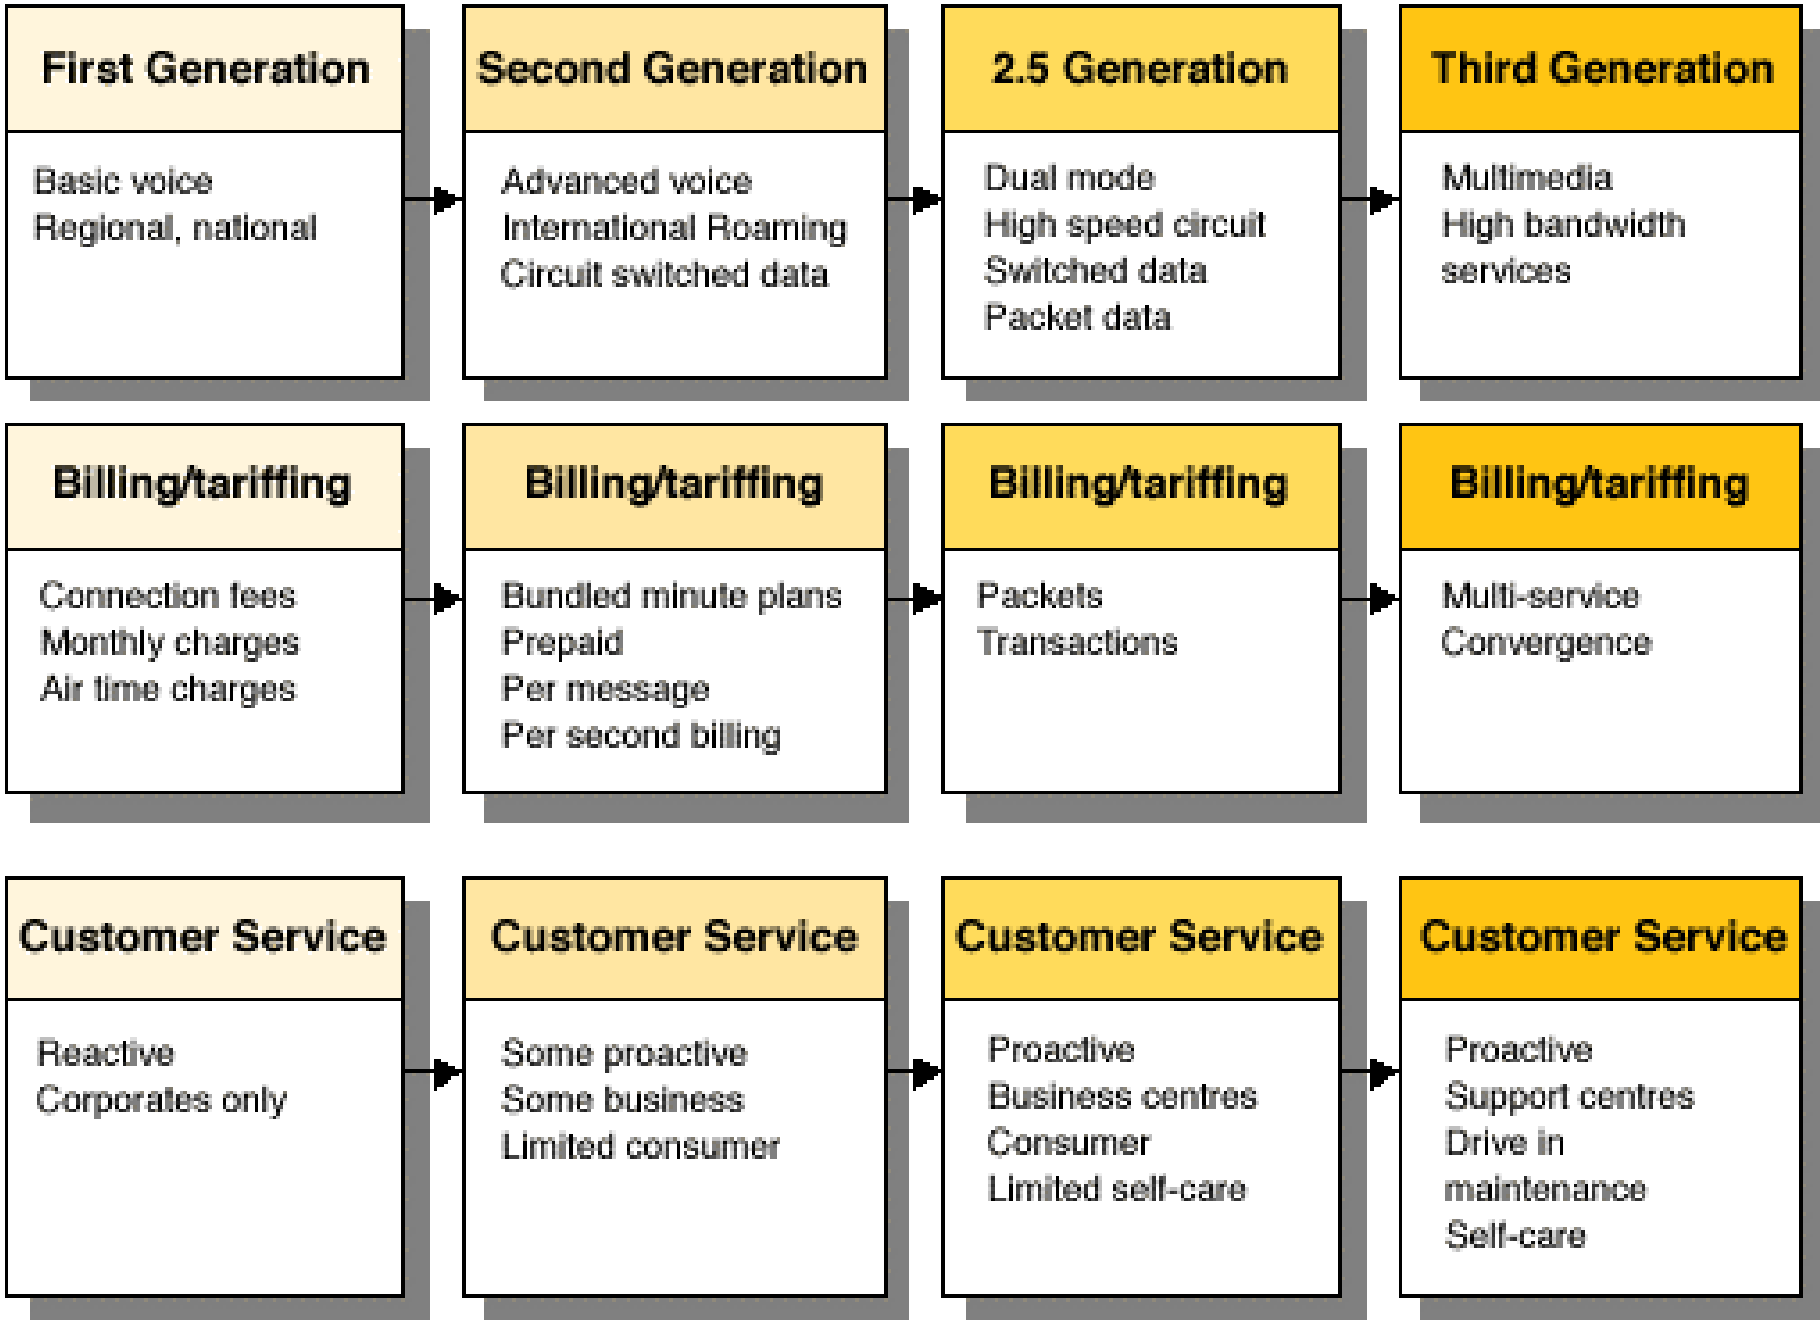 First Generation
Basic voice
Regional, national
Second Generation
Advanced voice
International Roaming
Circuit switched data
2.5 Generation
Dual mode
High speed circuit
Switched data
Packet data
Third Generation
Multimedia
High bandwidth
services
Billing/tariffing
Connection fees
Monthly charges
Air time charges
Billing/tariffing
Bundled minute plans
Prepaid
Per message
Per second billing
Billing/tariffing
Packets
Transactions
Billing/tariffing
Multi-service
Convergence
Customer Service
Reactive
Corporates only
Customer Service
Some proactive
Some business
Limited consumer
Customer Service
Proactive
Business centres
Consumer
Limited self-care
Customer Service
Proactive
Support centres
Drive in
maintenance
Self-care